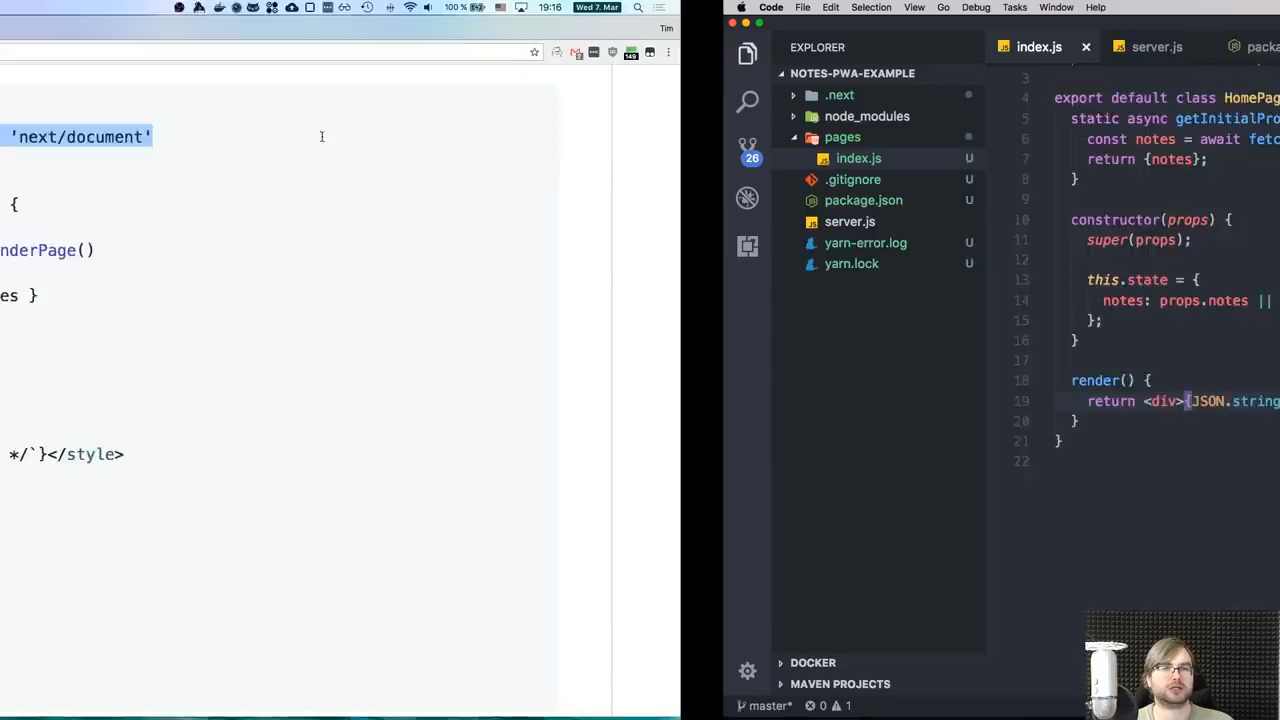 100 % 19:16 Wed 7. Mar
Tim
149
'next/document'
{
nderPage()
es }
*/`}</style>
Code File Edit Selection View Go Debug Tasks Window Help
EXPLORER
index.js
server.js
packa
NOTES-PWA-EXAMPLE
.next
node_modules
pages
index.js U
.gitignore U
package.json U
server.js
yarn-error.log U
yarn.lock U
26
3
4 export default class HomePag
5 static async getInitialPro
6 const notes = await fetc
7 return {notes};
8 }
9
10 constructor(props) {
11 super(props);
12
13 this.state = {
14 notes: props.notes ||
15 };
16 }
17
18 render() {
19 return <div>{JSON.string
20 }
21 }
22
DOCKER
MAVEN PROJECTS
master* 0 1